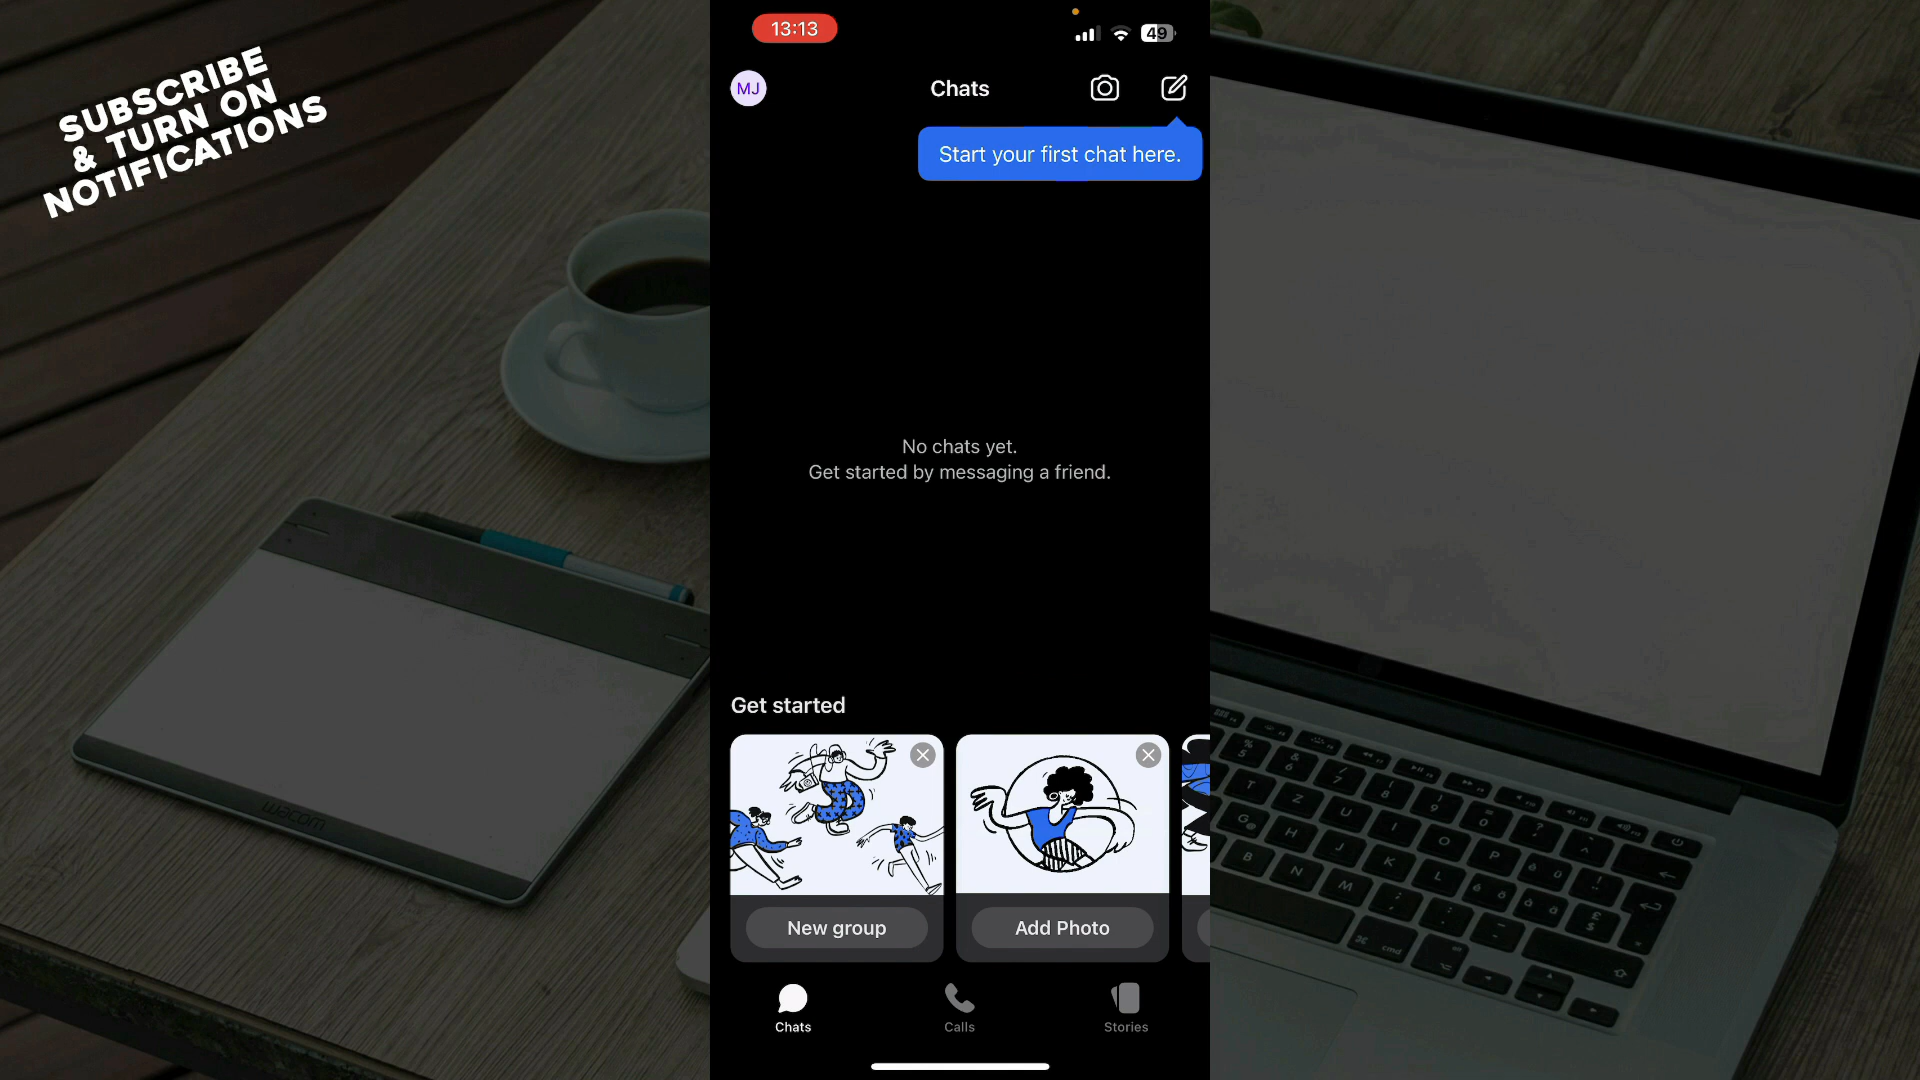 SUBSCRIBE
& TURN ON
NOTIFICATIONS
13:13
49
MJ
Chats
Start your first chat here.
No chats yet.
Get started by messaging a friend.
Get started
New group
Add Photo
Chats
Calls
Stories
wacom